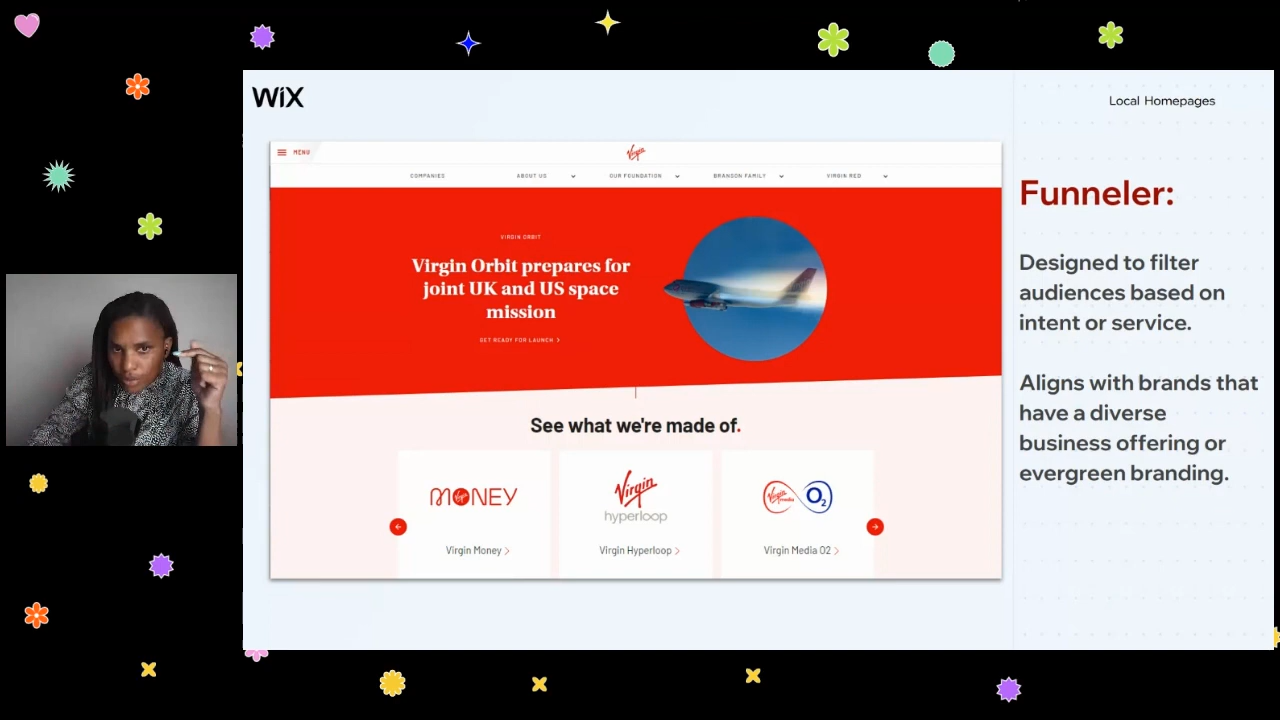 WiX
Local Homepages
MENU
Virgin
COMPANIES
ABOUT US
OUR FOUNDATION
BRANSON FAMILY
VIRGIN RED
VIRGIN ORBIT
Virgin Orbit prepares for
joint UK and US space
mission
GET READY FOR LAUNCH
See what we're made of.
MONEY
Virgin
hyperloop
Virgin media
O2
Virgin Money
Virgin Hyperloop
Virgin Media O2
Funneler:
Designed to filter
audiences based on
intent or service.
Aligns with brands that
have a diverse
business offering or
evergreen branding.